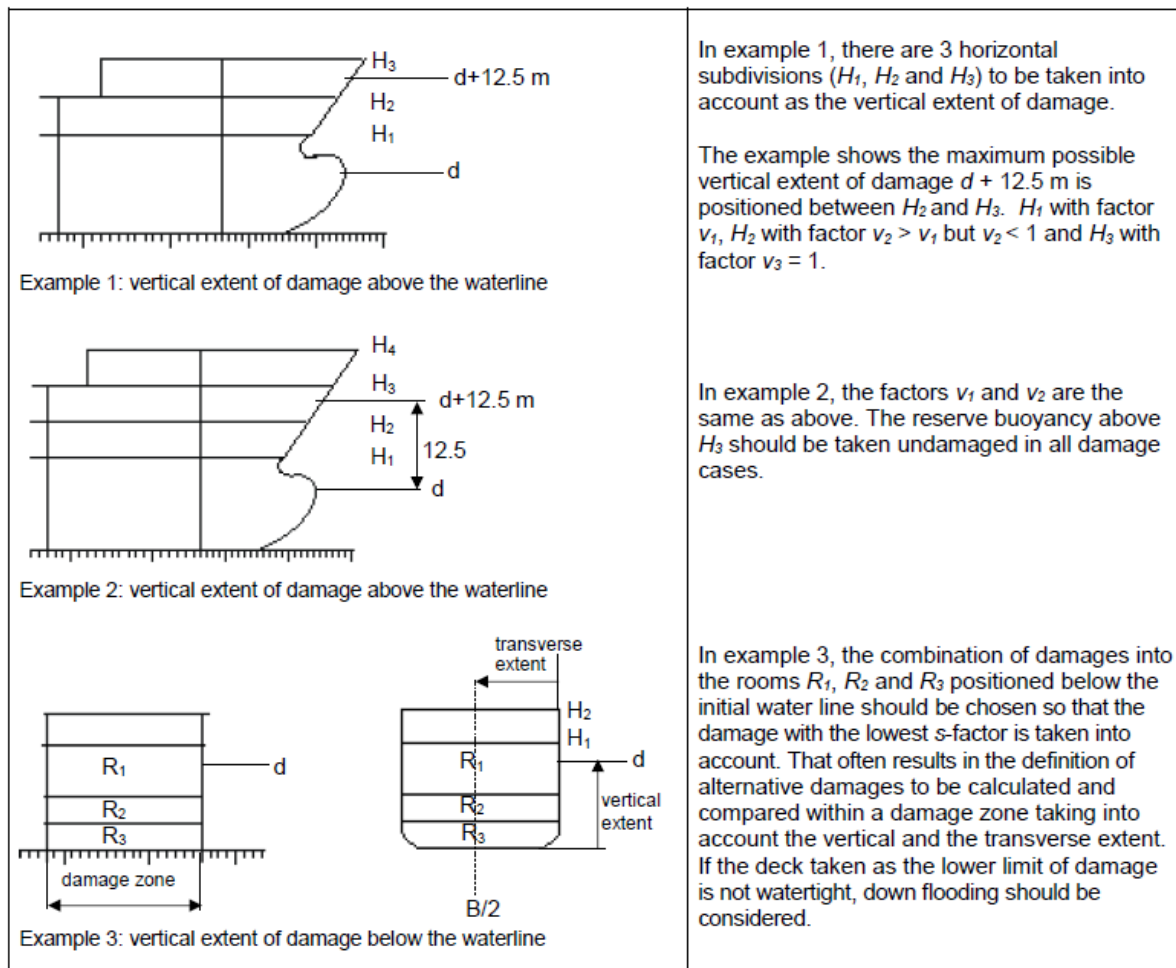 H₃
d+12.5 m
H₂
H₁
d
Example 1: vertical extent of damage above the waterline
In example 1, there are 3 horizontal
subdivisions (H₁, H₂ and H₃) to be taken into
account as the vertical extent of damage.
The example shows the maximum possible
vertical extent of damage d + 12.5 m is
positioned between H₂ and H₃. H₁ with factor
v₁, H₂ with factor v₂ > v₁ but v₂ < 1 and H₃ with
factor v₃ = 1.
H₄
H₃
d+12.5 m
H₂
H₁
12.5
d
Example 2: vertical extent of damage above the waterline
In example 2, the factors v₁ and v₂ are the
same as above. The reserve buoyancy above
H₃ should be taken undamaged in all damage
cases.
R₁
d
R₂
R₃
damage zone
transverse
extent
H₂
H₁
R₁
d
R₂
vertical
extent
R₃
B/2
Example 3: vertical extent of damage below the waterline
In example 3, the combination of damages into
the rooms R₁, R₂ and R₃ positioned below the
initial water line should be chosen so that the
damage with the lowest s-factor is taken into
account. That often results in the definition of
alternative damages to be calculated and
compared within a damage zone taking into
account the vertical and the transverse extent.
If the deck taken as the lower limit of damage
is not watertight, down flooding should be
considered.